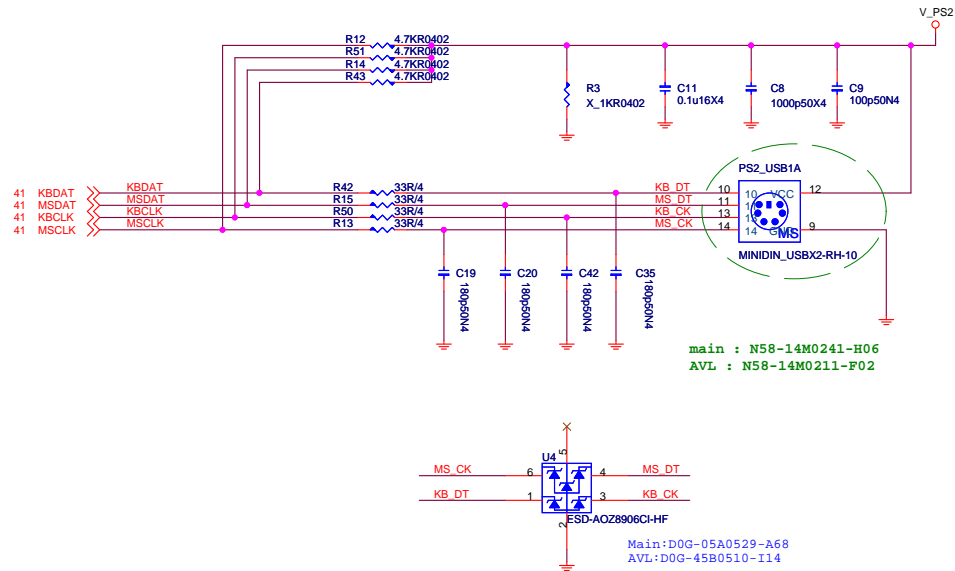 V_PS2
R12 4.7KR0402
R51 4.7KR0402
R14 4.7KR0402
R43 4.7KR0402
R3
X_1KR0402
C11
0.1u16X4
C8
1000p50X4
C9
100p50N4
PS2_USB1A
41 KBDAT KBDAT R42 33R/4 KB_DT 10 10 VCC 12
41 MSDAT MSDAT R15 33R/4 MS_DT 11
41 KBCLK KBCLK R50 33R/4 KB_CK 13
41 MSCLK MSCLK R13 33R/4 MS_CK 14 14 GND MS 9
MINIDIN_USBX2-RH-10
C19
180p50N4
C20
180p50N4
C42
180p50N4
C35
180p50N4
main : N58-14M0241-H06
AVL : N58-14M0211-F02
U4
5
MS_CK 6 4 MS_DT
KB_DT 1 3 KB_CK
2
ESD-AOZ8906CI-HF
Main:D0G-05A0529-A68
AVL:D0G-45B0510-I14